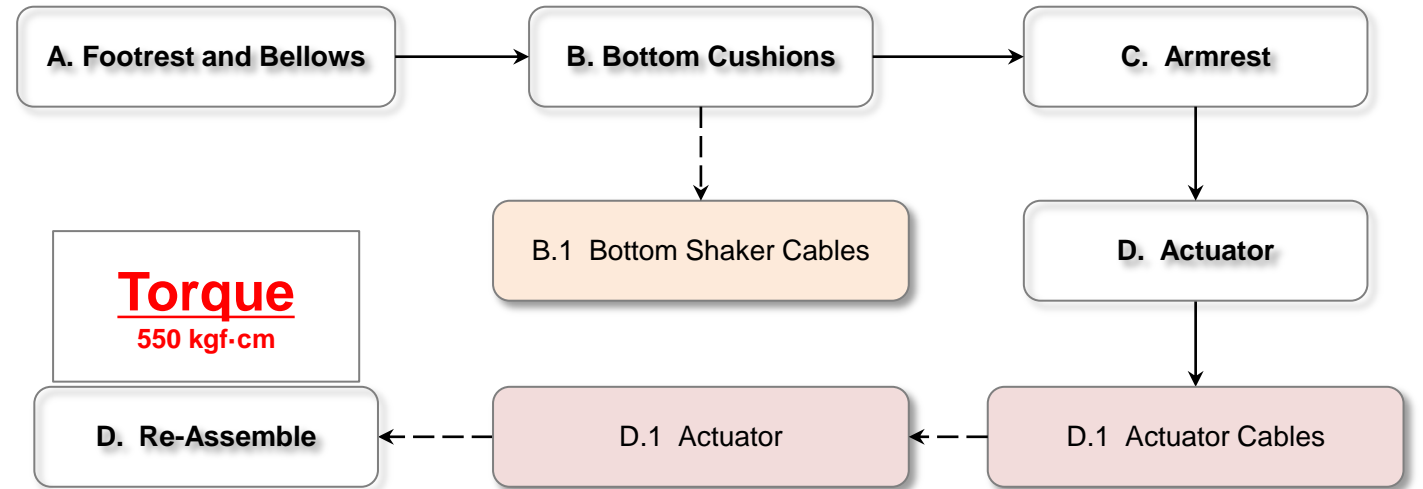 A. Footrest and Bellows
B. Bottom Cushions
C. Armrest
B.1 Bottom Shaker Cables
D. Actuator
Torque
550 kgf·cm
D. Re-Assemble
D.1 Actuator
D.1 Actuator Cables